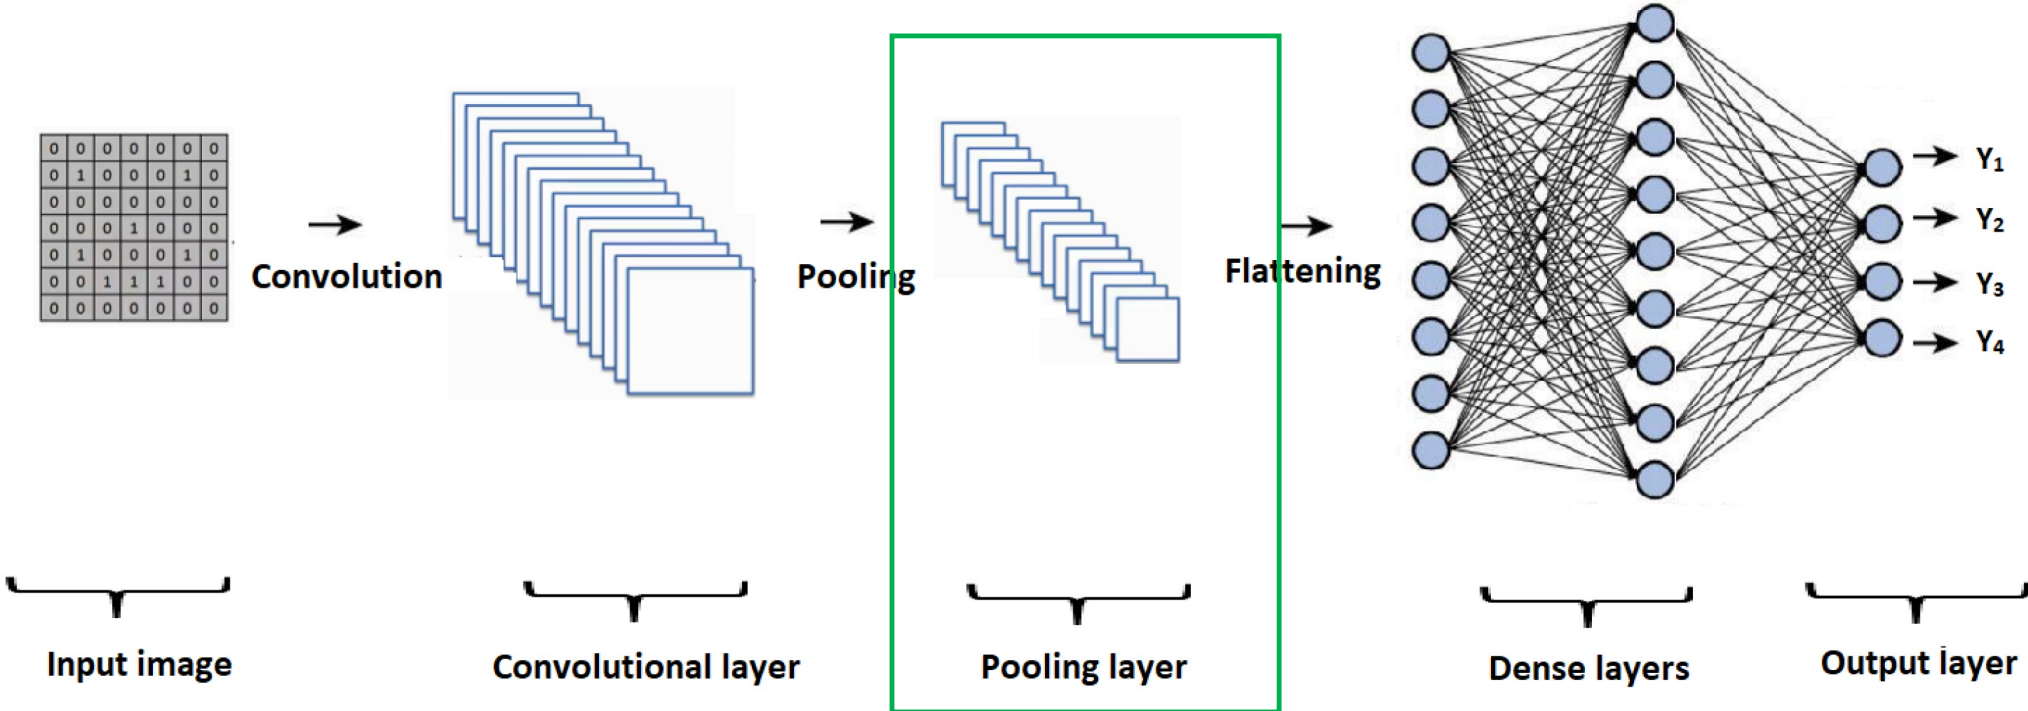 0 0 0 0 0 0 0
0 1 0 0 0 1 0
0 0 0 0 0 0 0
0 0 0 1 0 0 0
0 1 0 0 0 1 0
0 0 1 1 1 0 0
0 0 0 0 0 0 0
Convolution
Pooling
Flattening
Y1
Y2
Y3
Y4
Input image
Convolutional layer
Pooling layer
Dense layers
Output layer